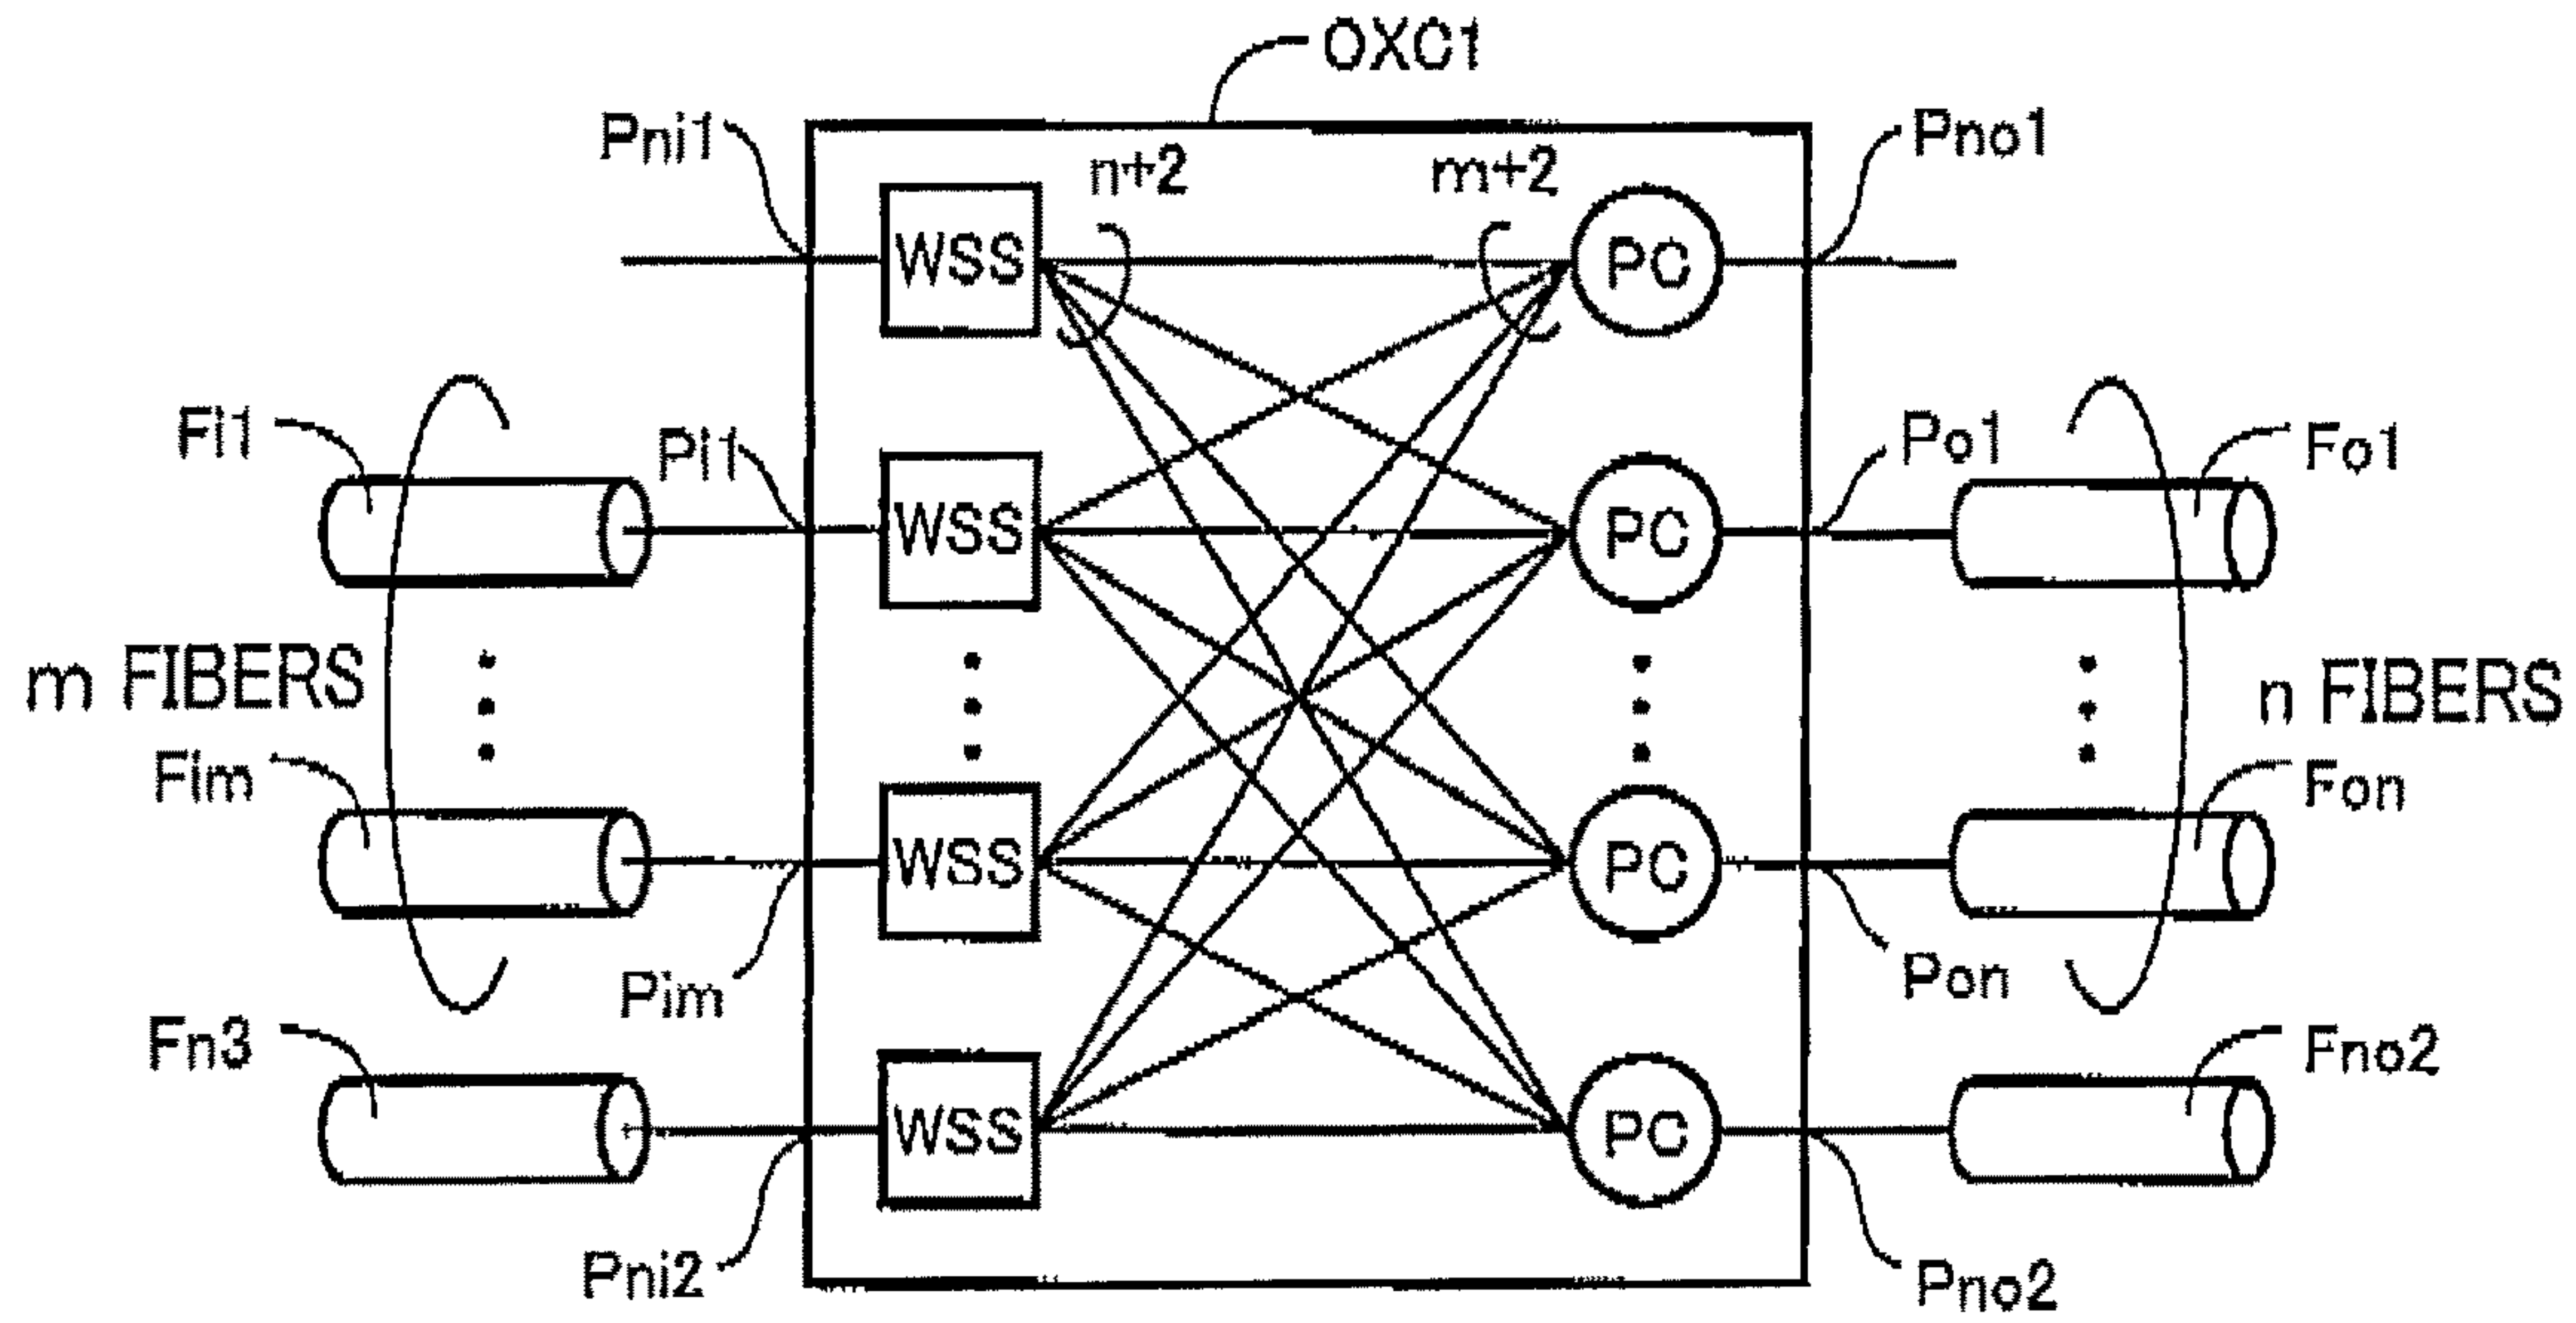 OXC1
Pni1
n+2
m+2
Pno1
WSS
PC
Fi1
Pi1
WSS
PC
Po1
Fo1
m FIBERS
n FIBERS
Fim
WSS
PC
Fon
Pim
Pon
Fn3
WSS
PC
Fno2
Pni2
Pno2